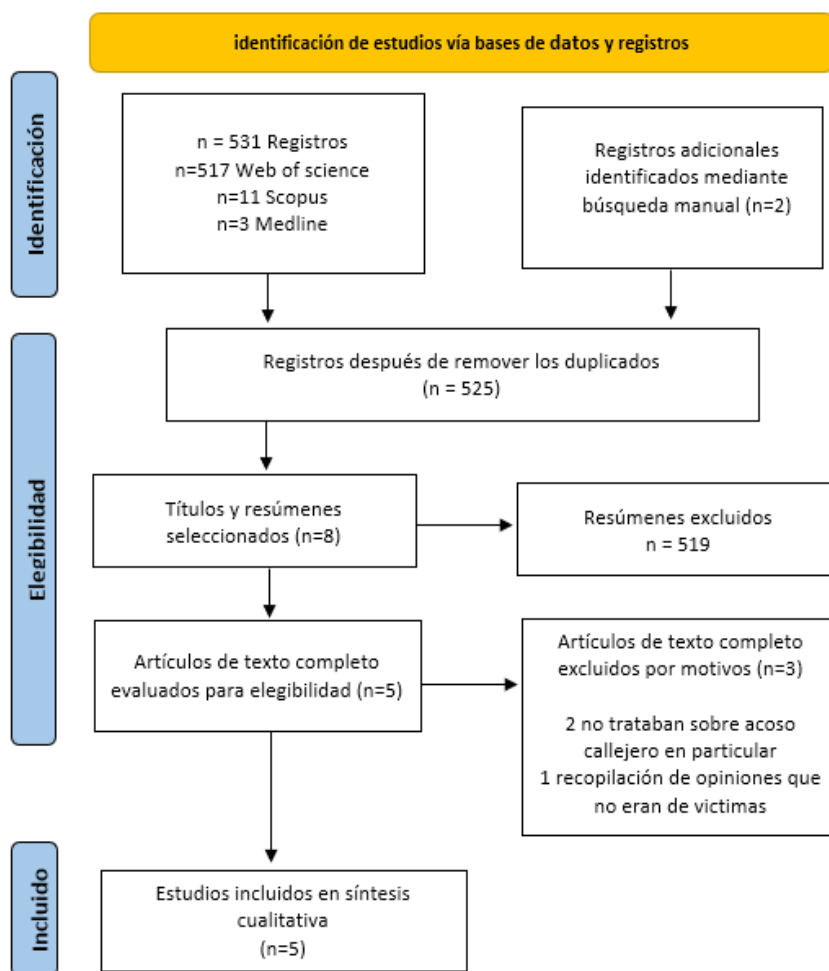 identificación de estudios vía bases de datos y registros
Identificación
n = 531 Registros
n=517 Web of science
n=11 Scopus
n=3 Medline
Registros adicionales
identificados mediante
búsqueda manual (n=2)
Elegibilidad
Registros después de remover los duplicados
(n = 525)
Títulos y resúmenes
seleccionados (n=8)
Resúmenes excluidos
n = 519
Artículos de texto completo
evaluados para elegibilidad (n=5)
Artículos de texto completo
excluidos por motivos (n=3)
2 no trataban sobre acoso
callejero en particular
1 recopilación de opiniones que
no eran de victimas
Incluido
Estudios incluidos en síntesis
cualitativa
(n=5)